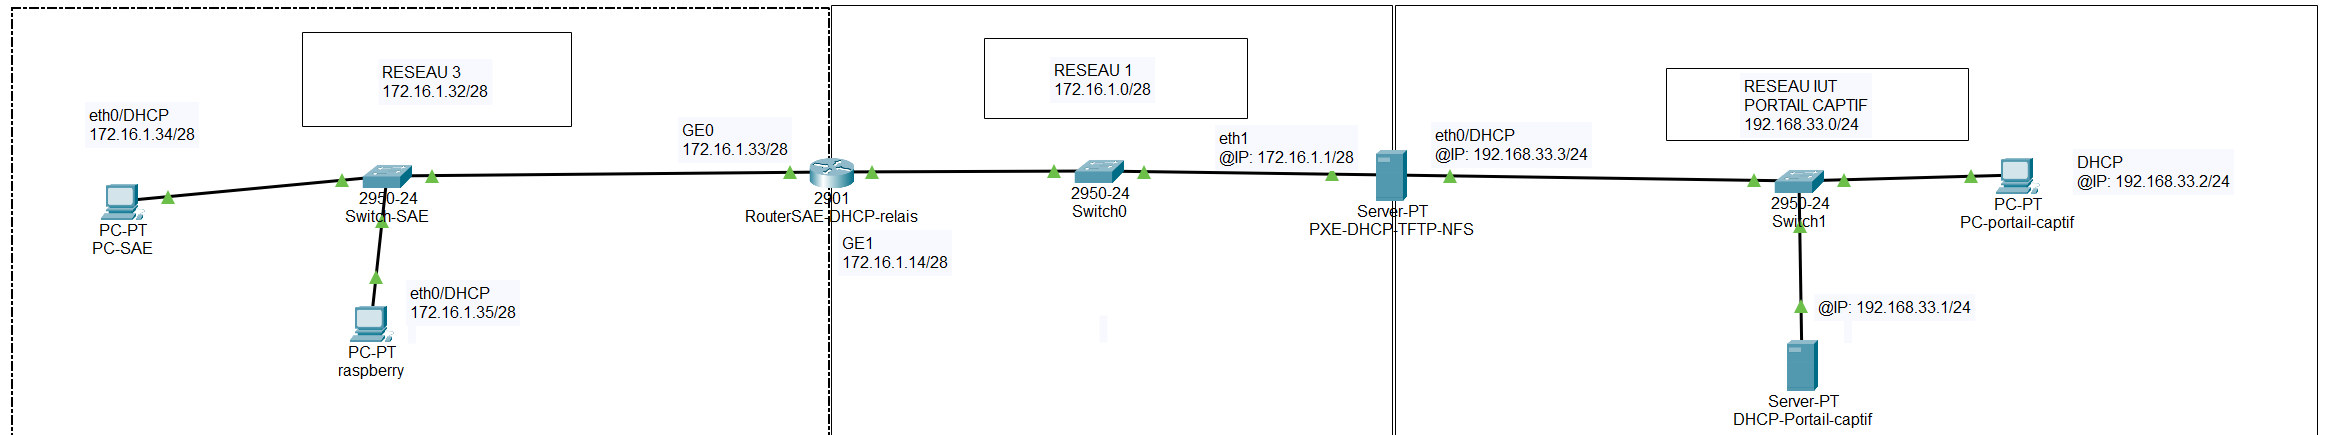 RESEAU 3
172.16.1.32/28
eth0/DHCP
172.16.1.34/28
GE0
172.16.1.33/28
2950-24
Switch-SAE
PC-PT
PC-SAE
eth0/DHCP
172.16.1.35/28
PC-PT
raspberry
2901
RouterSAE-DHCP-relais
GE1
172.16.1.14/28
RESEAU 1
172.16.1.0/28
eth1
@IP: 172.16.1.1/28
2950-24
Switch0
Server-PT
PXE-DHCP-TFTP-NFS
eth0/DHCP
@IP: 192.168.33.3/24
RESEAU IUT
PORTAIL CAPTIF
192.168.33.0/24
2950-24
Switch1
DHCP
@IP: 192.168.33.2/24
PC-PT
PC-portail-captif
@IP: 192.168.33.1/24
Server-PT
DHCP-Portail-captif